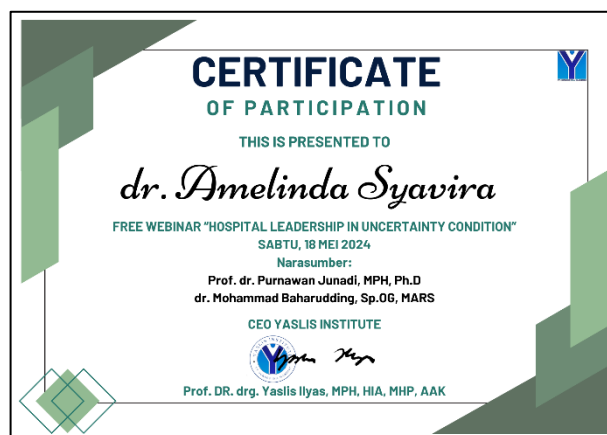 CERTIFICATE
OF PARTICIPATION
THIS IS PRESENTED TO
dr. Amelinda Syavira
FREE WEBINAR "HOSPITAL LEADERSHIP IN UNCERTAINTY CONDITION"
SABTU, 18 MEI 2024
Narasumber:
Prof. dr. Purnawan Junadi, MPH, Ph.D
dr. Mohammad Baharudding, Sp.OG, MARS
CEO YASLIS INSTITUTE
Prof. DR. drg. Yaslis Ilyas, MPH, HIA, MHP, AAK